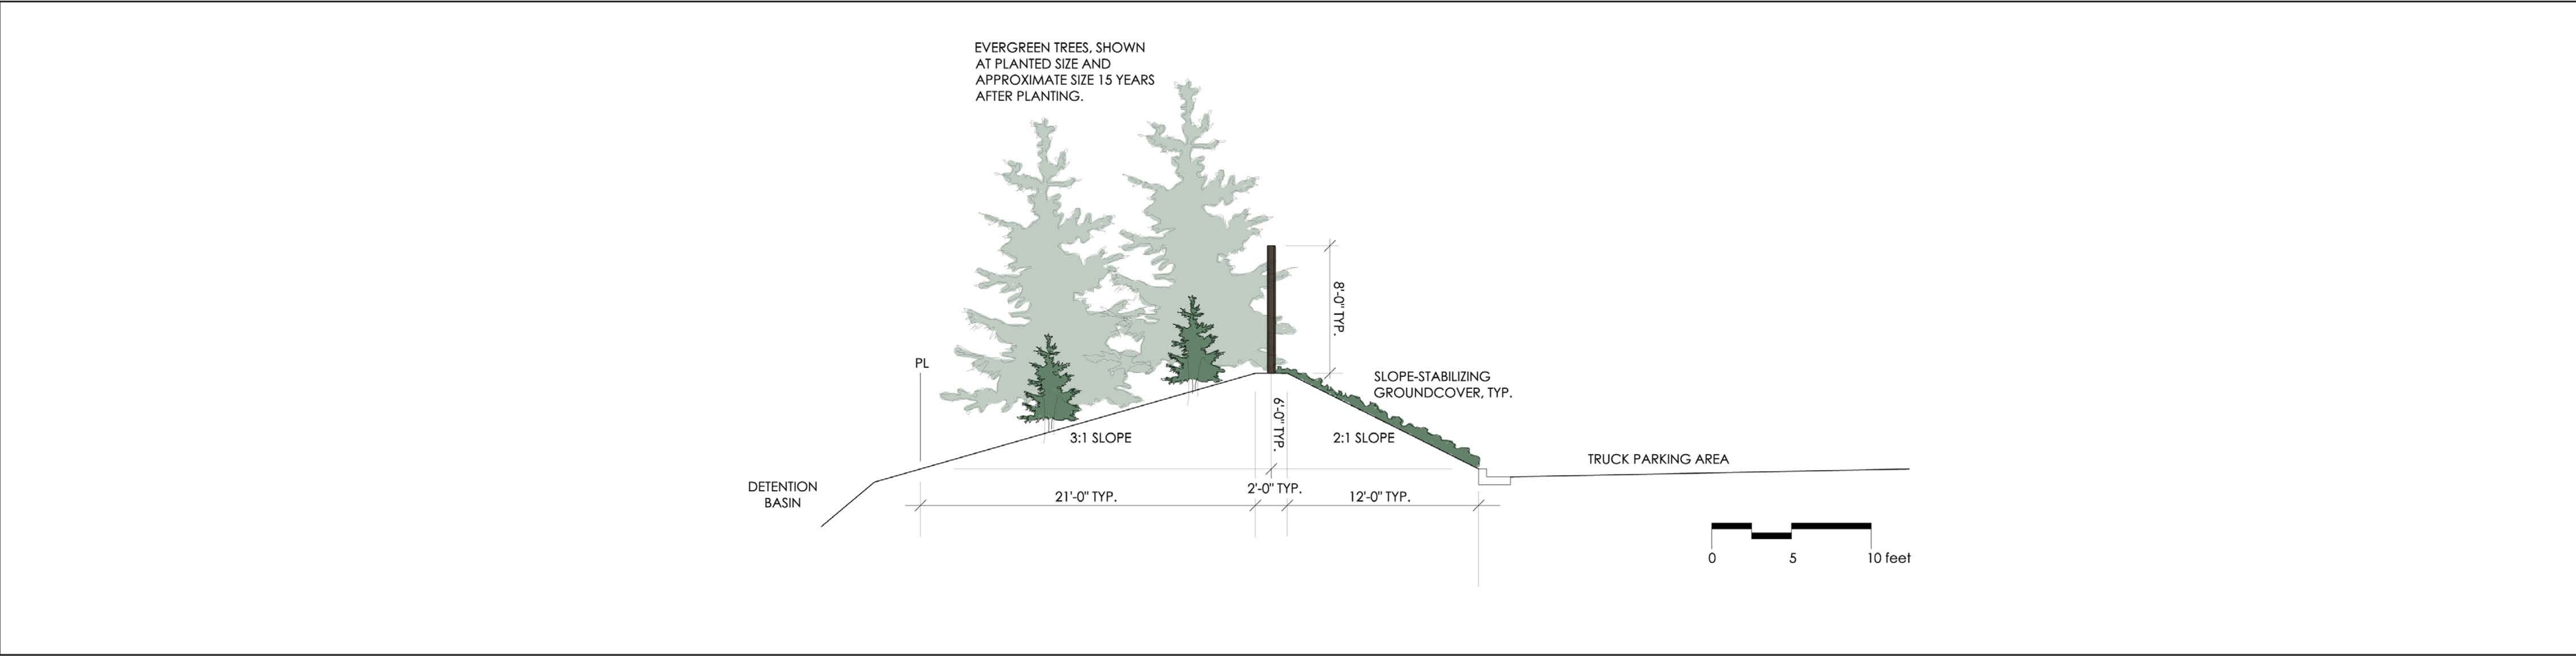 EVERGREEN TREES, SHOWN
AT PLANTED SIZE AND
APPROXIMATE SIZE 15 YEARS
AFTER PLANTING.
8'-0" TYP.
PL
SLOPE-STABILIZING
GROUNDCOVER, TYP.
6'-0" TYP.
3:1 SLOPE
2:1 SLOPE
TRUCK PARKING AREA
DETENTION
BASIN
21'-0" TYP.
2'-0" TYP.
12'-0" TYP.
0
5
10 feet